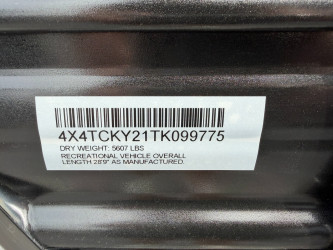 4X4TCKY21TK099775
DRY WEIGHT: 5607 LBS
RECREATIONAL VEHICLE OVERALL
LENGTH 28'9" AS MANUFACTURED.